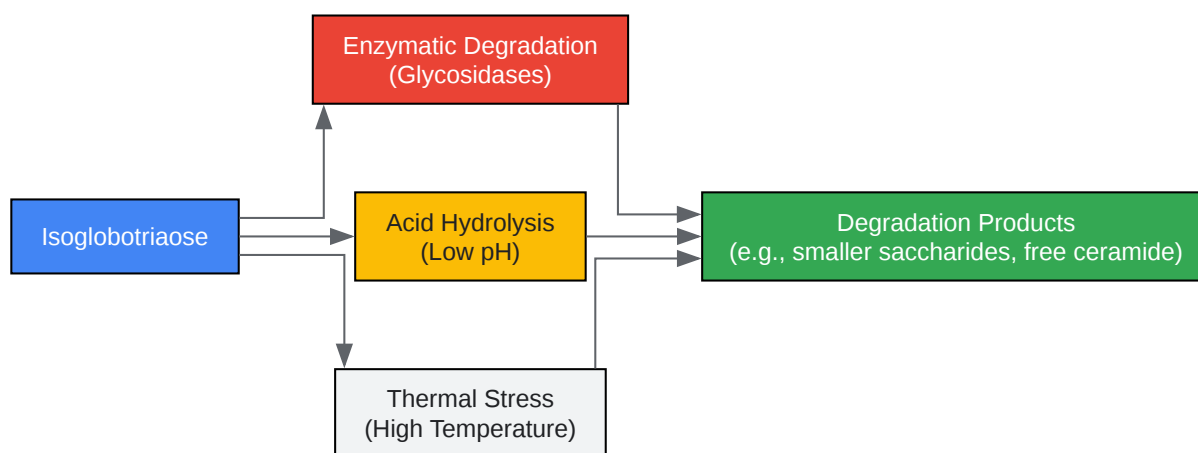 Enzymatic Degradation
(Glycosidases)
Isoglobotriaose
Acid Hydrolysis
(Low pH)
Degradation Products
(e.g., smaller saccharides, free ceramide)
Thermal Stress
(High Temperature)